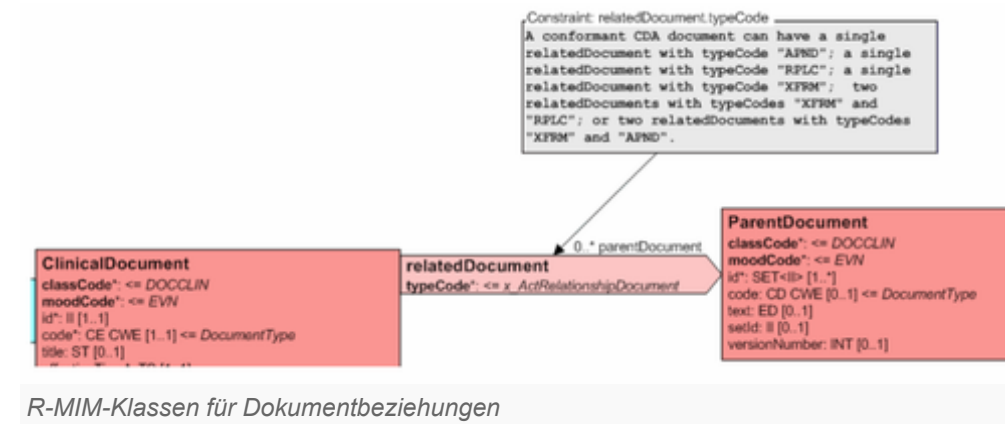 Constraint: relatedDocument.typeCode
A conformant CDA document can have a single
relatedDocument with typeCode "APND"; a single
relatedDocument with typeCode "RPLC"; a single
relatedDocument with typeCode "XFRM"; two
relatedDocuments with typeCodes "XFRM" and
"RPLC"; or two relatedDocuments with typeCodes
"XFRM" and "APND".
0..* parentDocument
ClinicalDocument
classCode*: <= DOCCLIN
moodCode*: <= EVN
id*: II [1..1]
code*: CE CWE [1..1] <= DocumentType
title: ST [0..1]
relatedDocument
typeCode*: <= x_ActRelationshipDocument
ParentDocument
classCode*: <= DOCCLIN
moodCode*: <= EVN
id*: SET<II> [1..*]
code: CD CWE [0..1] <= DocumentType
text: ED [0..1]
setId: II [0..1]
versionNumber: INT [0..1]
R-MIM-Klassen für Dokumentbeziehungen